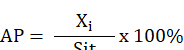 AP = Xi / Sit x 100%